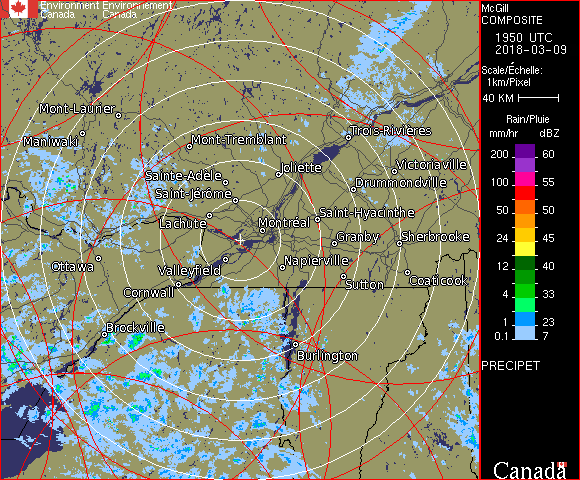 Environment Environnement
Canada Canada
Mont-Laurier
Maniwaki
Mont-Tremblant
Trois-Rivières
Joliette
Victoriaville
Sainte-Adèle
Drummondville
Saint-Jérôme
Lachute
Saint-Hyacinthe
Montréal
Granby
Sherbrooke
Ottawa
Valleyfield
Napierville
Cornwall
Sutton
Coaticook
Brockville
Burlington
McGill
COMPOSITE
1950 UTC
2018-03-09
Scale/Échelle:
1km/Pixel
40 KM
Rain/Pluie
mm/hr dBZ
200 60
100 55
50 50
24 45
12 40
4 33
1 23
0.1 7
PRECIPET
Canada